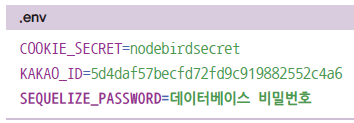 .env
COOKIE_SECRET=nodebirdsecret
KAKAO_ID=5d4daf57becfd72fd9c919882552c4a6
SEQUELIZE_PASSWORD=데이터베이스 비밀번호